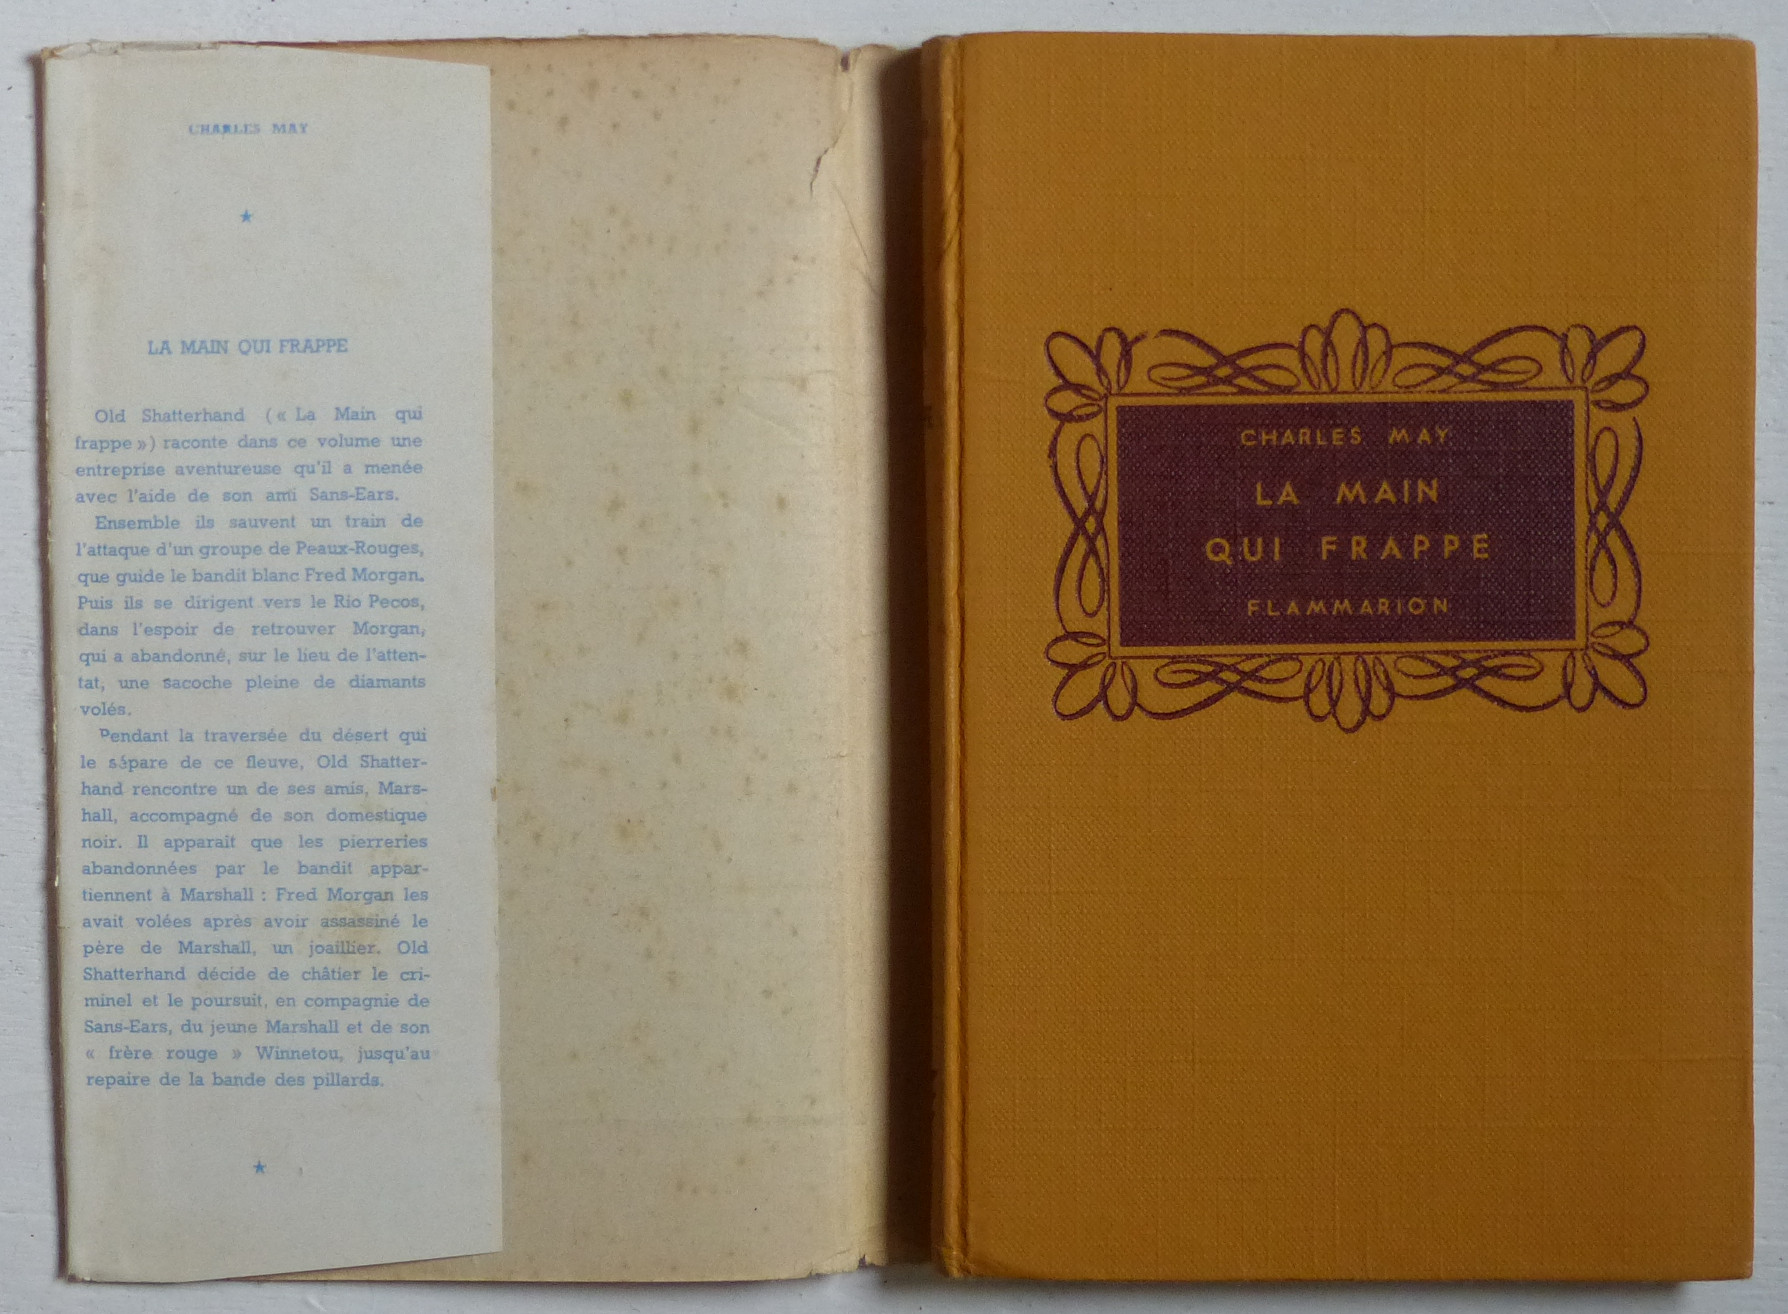 CHARLES MAY
★
LA MAIN QUI FRAPPE
Old Shatterhand (« La Main qui
frappe ») raconte dans ce volume une
entreprise aventureuse qu'il a menée
avec l'aide de son ami Sans-Ears.
Ensemble ils sauvent un train de
l'attaque d'un groupe de Peaux-Rouges,
que guide le bandit blanc Fred Morgan.
Puis ils se dirigent vers le Rio Pecos,
dans l'espoir de retrouver Morgan,
qui a abandonné, sur le lieu de l'atten-
tat, une sacoche pleine de diamants
volés.
Pendant la traversée du désert qui
le sépare de ce fleuve, Old Shatter-
hand rencontre un de ses amis, Mars-
hall, accompagné de son domestique
noir. Il apparaît que les pierreries
abandonnées par le bandit appar-
tiennent à Marshall : Fred Morgan les
avait volées après avoir assassiné le
père de Marshall, un joaillier. Old
Shatterhand décide de châtier le cri-
minel et le poursuit, en compagnie de
Sans-Ears, du jeune Marshall et de son
« frère rouge » Winnetou, jusqu'au
repaire de la bande des pillards.
★
CHARLES MAY
LA MAIN
QUI FRAPPE
FLAMMARION